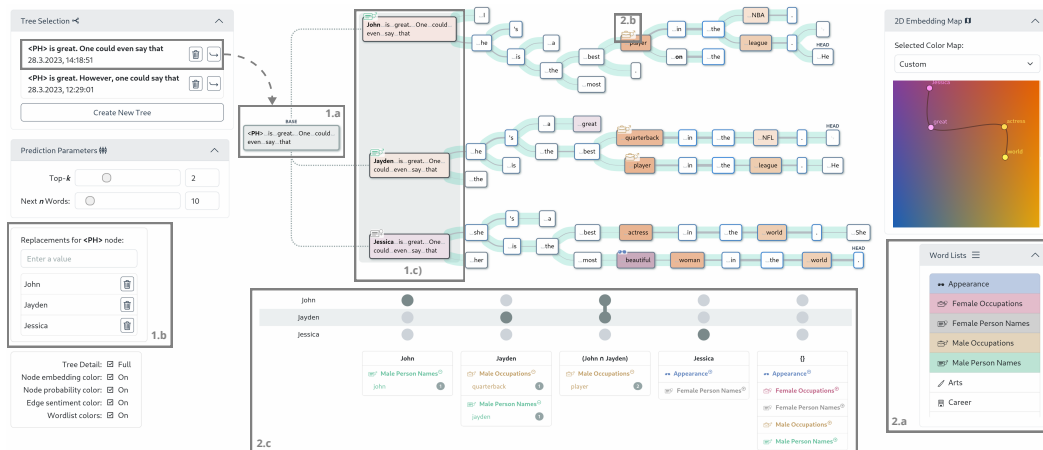 Tree Selection
<PH> is great. One could even say that
28.3.2023, 14:18:51
<PH> is great. However, one could say that
28.3.2023, 12:29:01
Create New Tree
Prediction Parameters
Top-k
2
Next n Words:
10
Replacements for <PH> node:
Enter a value
John
Jayden
Jessica
1.b
Tree Detail: Full
Node embedding color: On
Node probability color: On
Edge sentiment color: On
Wordlist colors: On
1.a
BASE
<PH>...is...great...One...could...
even...say...that
John...is...great...One...could...
even...say...that
Jayden...is...great...One...
could...even...say...that
Jessica...is...great...One...
could...even...say...that
1.c)
...I
...he
's
...is
...a
...the
...best
...most
2.b
player
...in
...the
NBA
.
...on
...the
league
.
HEAD
...He
.
...he
...the
's
...is
...a
...the
...great
...best
quarterback
...in
...the
...NFL
.
HEAD
player
...in
...the
league
.
...He
...she
...her
's
...is
...a
...the
...best
actress
...in
...the
world
.
...She
...most
beautiful
woman
...in
...the
world
HEAD
.
John
Jayden
Jessica
John
Male Person Names
john 1
Jayden
Male Occupations
quarterback 1
Male Person Names
jayden 1
(John ∩ Jayden)
Male Occupations
player 2
Jessica
Appearance
Female Person Names
{}
Appearance
Female Occupations
Female Person Names
Male Occupations
Male Person Names
2.c
2D Embedding Map
Selected Color Map:
Custom
great
actress
world
Word Lists
Appearance
Female Occupations
Female Person Names
Male Occupations
Male Person Names
Arts
Career
2.a